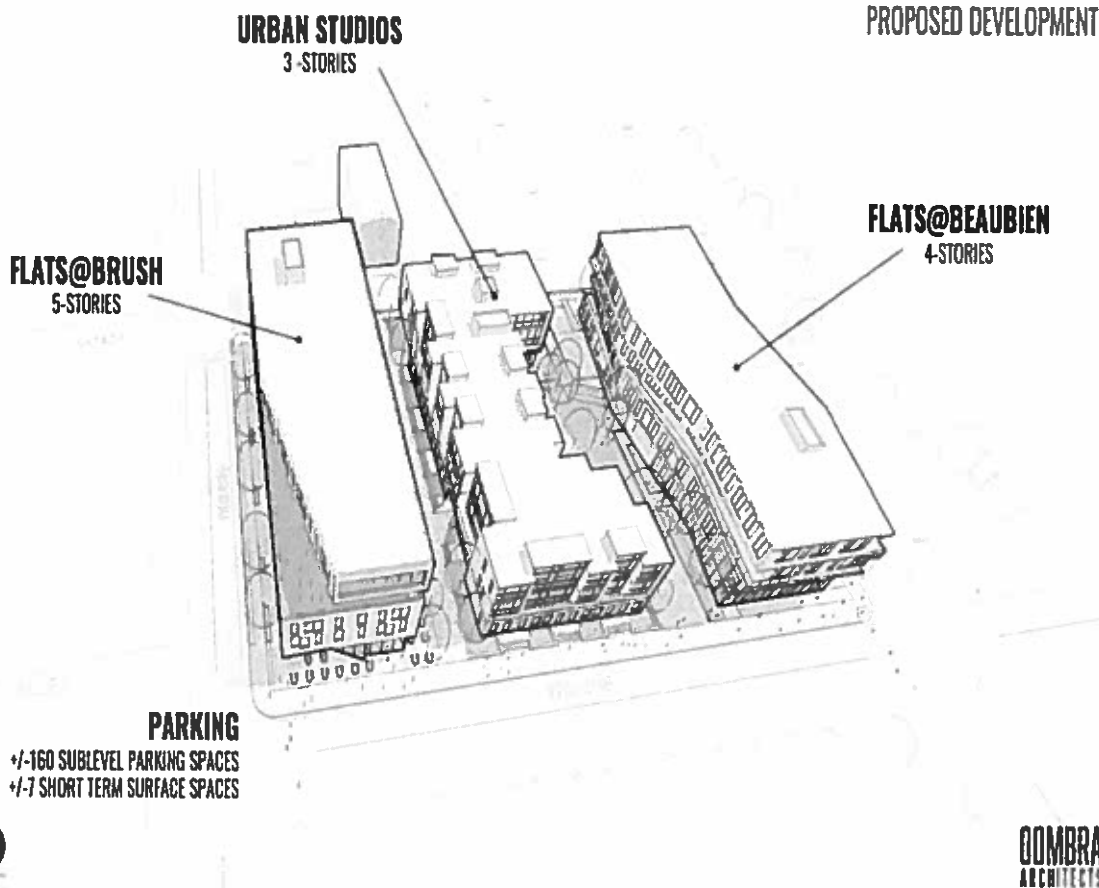 PROPOSED DEVELOPMENT
URBAN STUDIOS
3-STORIES
FLATS@BEAUBIEN
4-STORIES
FLATS@BRUSH
5-STORIES
PARKING
+/-160 SUBLEVEL PARKING SPACES
+/-7 SHORT TERM SURFACE SPACES
OOMBRA
ARCHITECTS